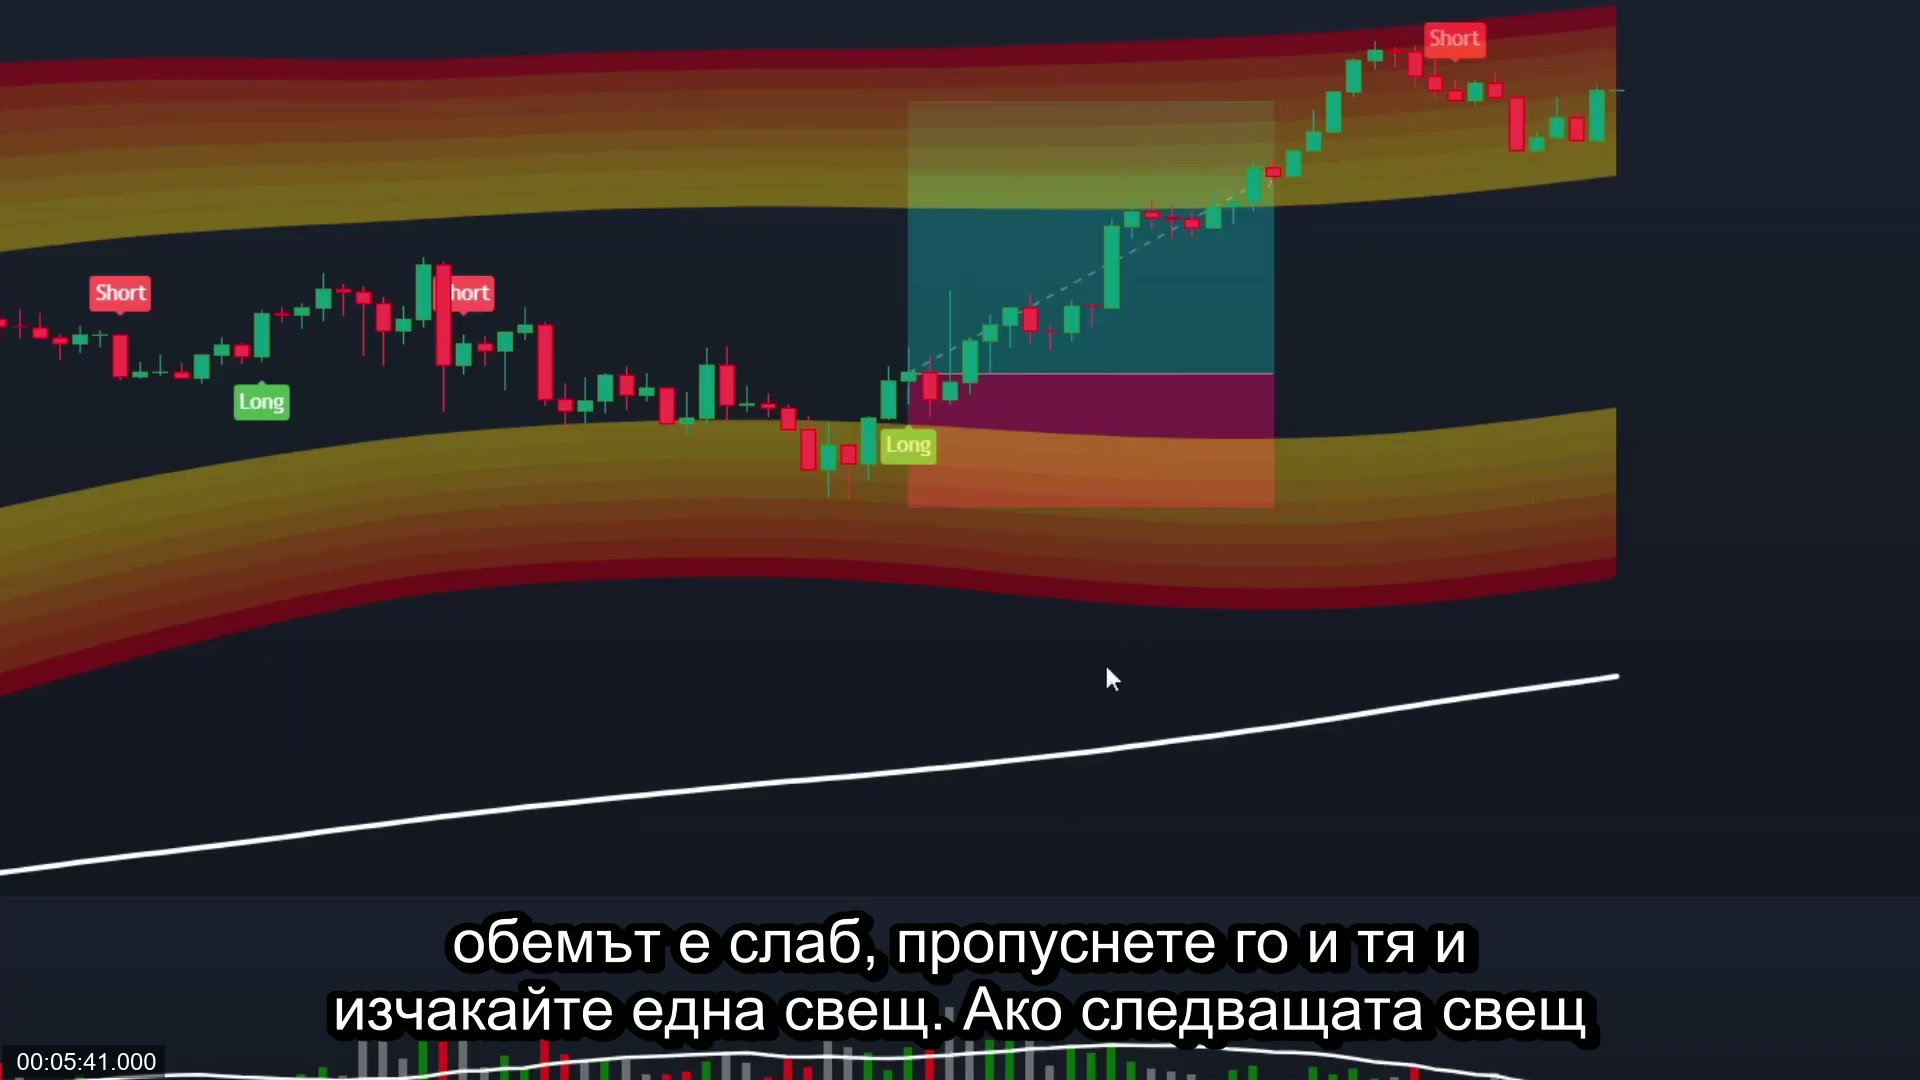 Short
Short
hort
Long
Long
обемът е слаб, пропуснете го и тя и
изчакайте една свещ. Ако следващата свещ
00:05:41.000